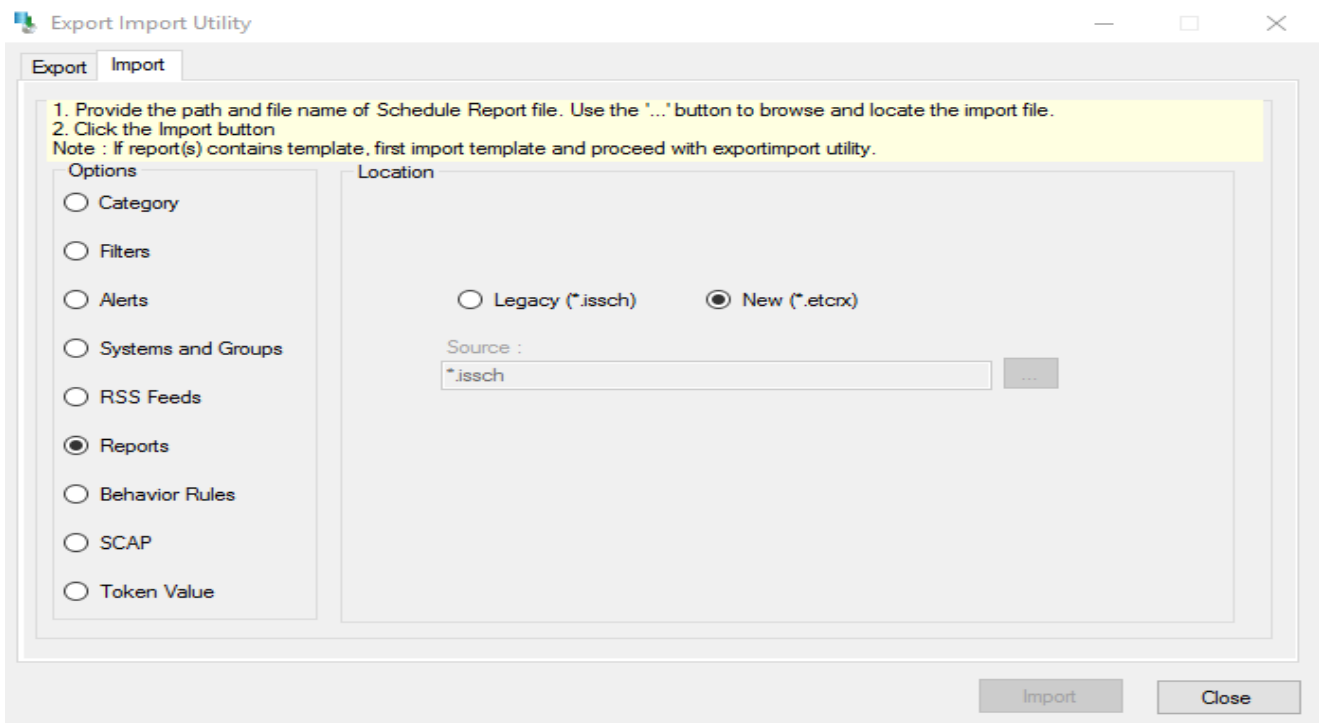 Export Import Utility
Export Import
1. Provide the path and file name of Schedule Report file. Use the '...' button to browse and locate the import file.
2. Click the Import button
Note : If report(s) contains template, first import template and proceed with exportimport utility.
Options
Location
Category
Filters
Alerts
Legacy (*.issch) New (*.etcrx)
Systems and Groups
Source :
*.issch ...
RSS Feeds
Reports
Behavior Rules
SCAP
Token Value
Import Close